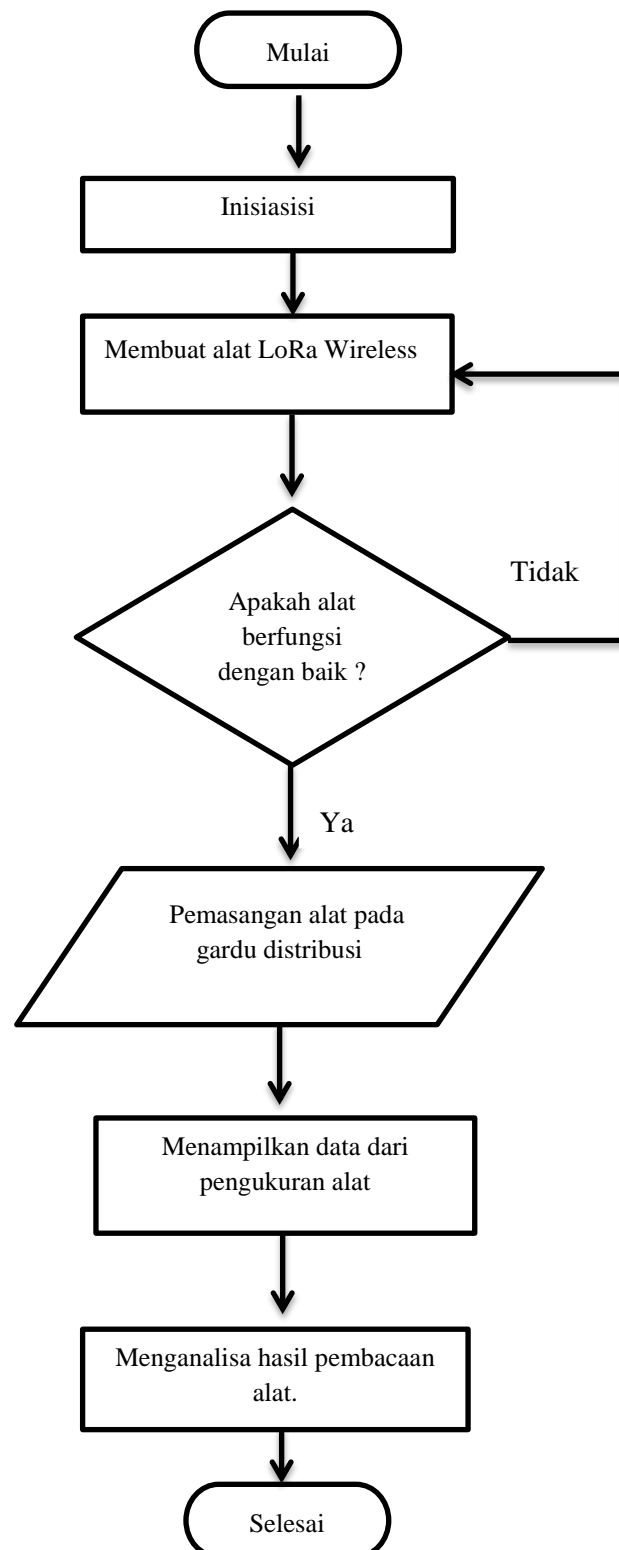 Mulai
Inisiasisi
Membuat alat LoRa Wireless
Apakah alat
berfungsi
dengan baik ?
Tidak
Ya
Pemasangan alat pada
gardu distribusi
Menampilkan data dari
pengukuran alat
Menganalisa hasil pembacaan
alat.
Selesai